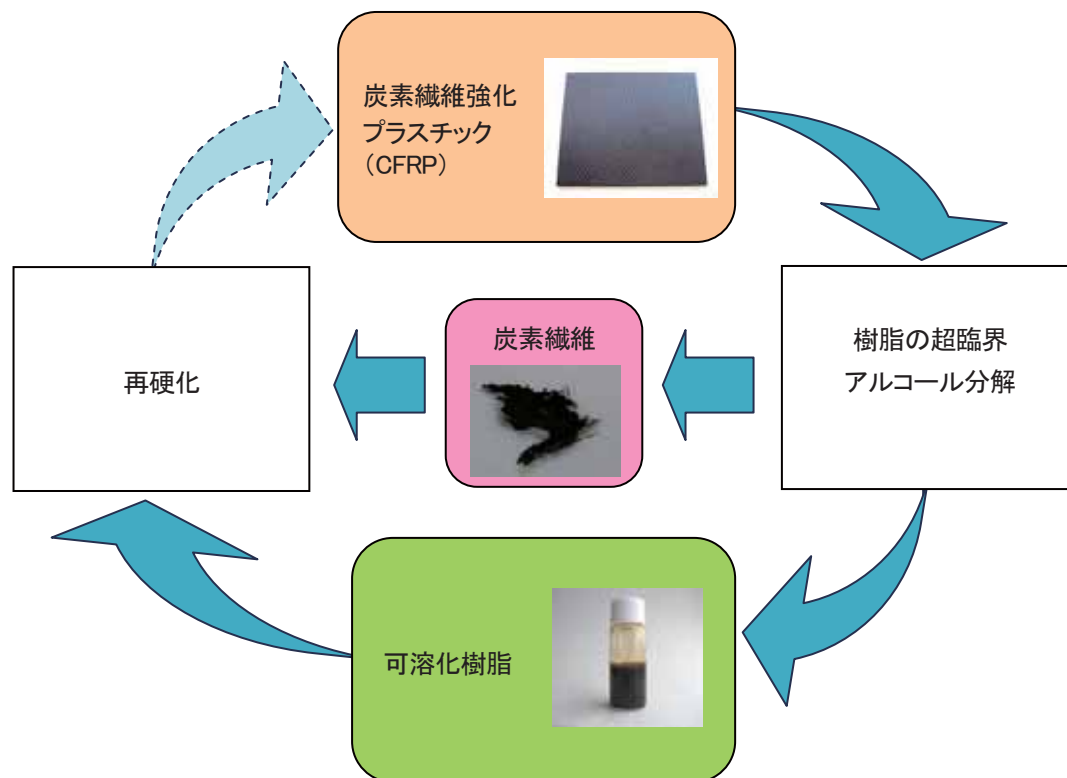 炭素繊維強化
プラスチック
（CFRP）
炭素繊維
樹脂の超臨界
アルコール分解
再硬化
可溶化樹脂